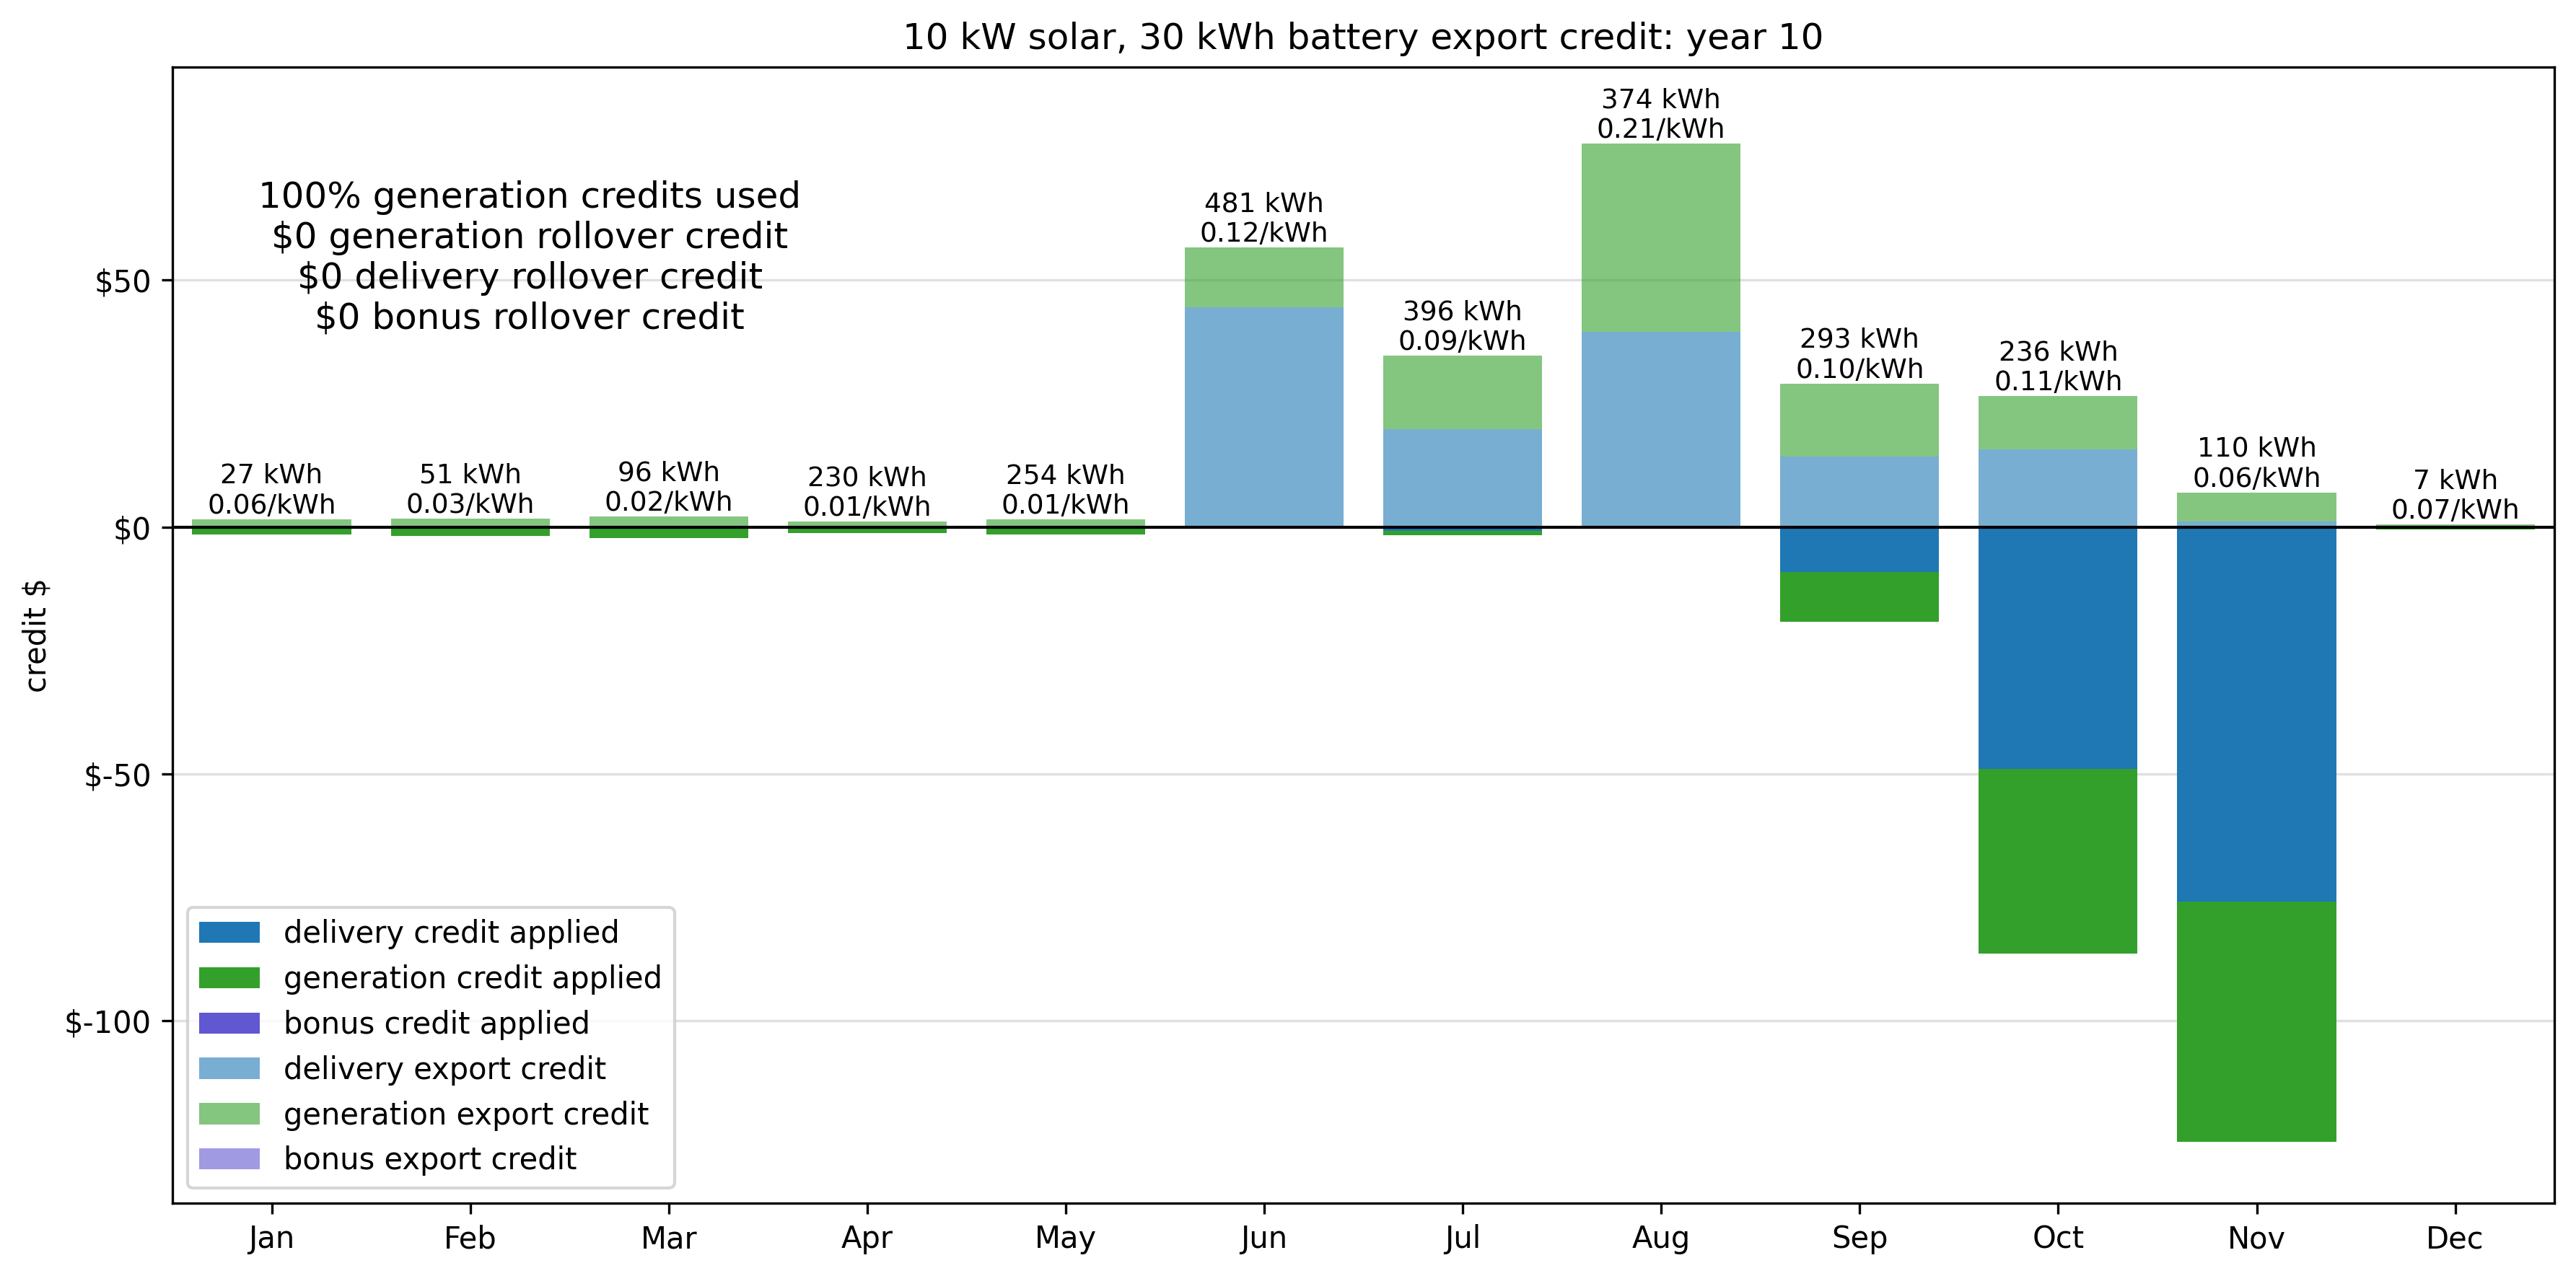 10 kW solar, 30 kWh battery export credit: year 10
374 kWh
0.21/kWh
100% generation credits used
$0 generation rollover credit
$0 delivery rollover credit
$0 bonus rollover credit
481 kWh
0.12/kWh
396 kWh
0.09/kWh
293 kWh
0.10/kWh
236 kWh
0.11/kWh
110 kWh
0.06/kWh
27 kWh
0.06/kWh
51 kWh
0.03/kWh
96 kWh
0.02/kWh
230 kWh
0.01/kWh
254 kWh
0.01/kWh
7 kWh
0.07/kWh
$50
$0
$-50
$-100
credit $
delivery credit applied
generation credit applied
bonus credit applied
delivery export credit
generation export credit
bonus export credit
Jan Feb Mar Apr May Jun Jul Aug Sep Oct Nov Dec